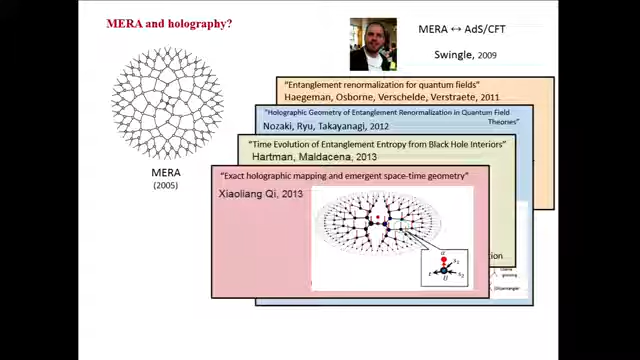 MERA and holography?
MERA ↔ AdS/CFT
Swingle, 2009
MERA
(2005)
"Entanglement renormalization for quantum fields"
Haegeman, Osborne, Verschelde, Verstraete, 2011
"Holographic Geometry of Entanglement Renormalization in Quantum Field
Theories"
Nozaki, Ryu, Takayanagi, 2012
"Time Evolution of Entanglement Entropy from Black Hole Interiors"
Hartman, Maldacena, 2013
"Exact holographic mapping and emergent space-time geometry"
Xiaoliang Qi, 2013